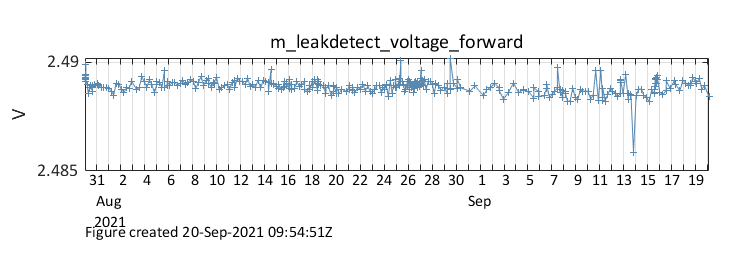 m_leakdetect_voltage_forward
2.49
V
2.485
31 2 4 6 8 10 12 14 16 18 20 22 24 26 28 30 1 3 5 7 9 11 13 15 17 19
Aug Sep
2021
Figure created 20-Sep-2021 09:54:51Z